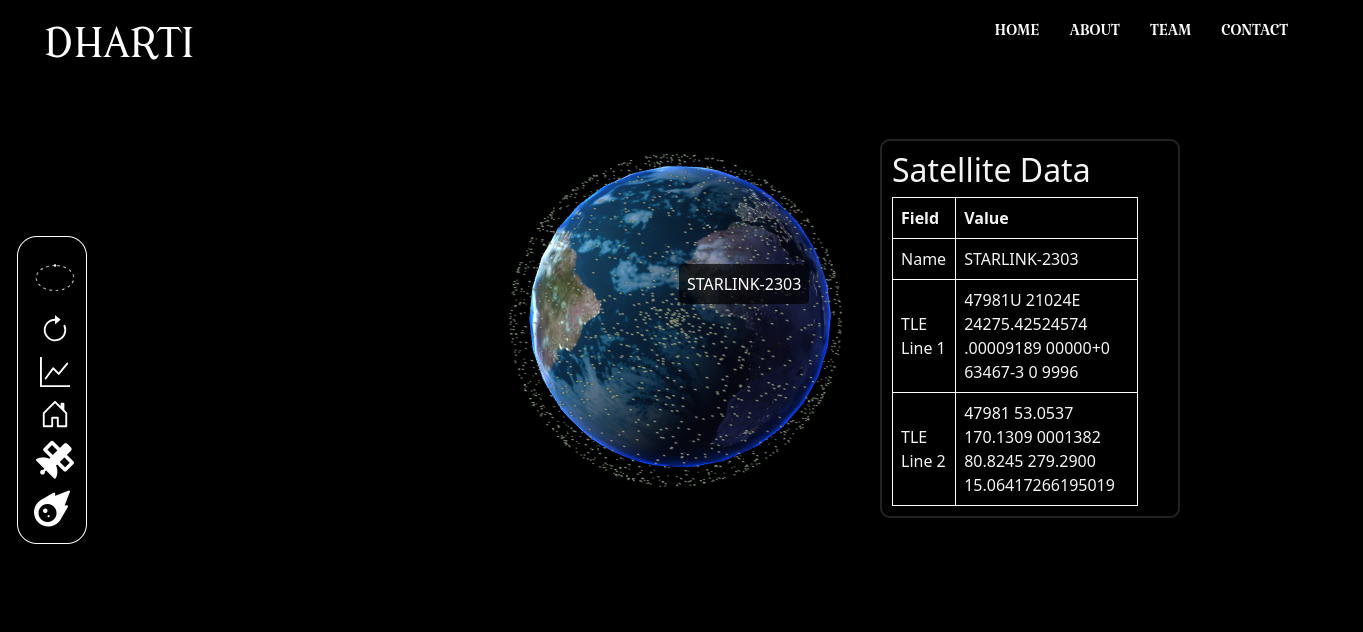 DHARTI
HOME ABOUT TEAM CONTACT
Satellite Data
Field Value
Name STARLINK-2303
TLE
Line 1
47981U 21024E
24275.42524574
.00009189 00000+0
63467-3 0 9996
TLE
Line 2
47981 53.0537
170.1309 0001382
80.8245 279.2900
15.06417266195019
STARLINK-2303